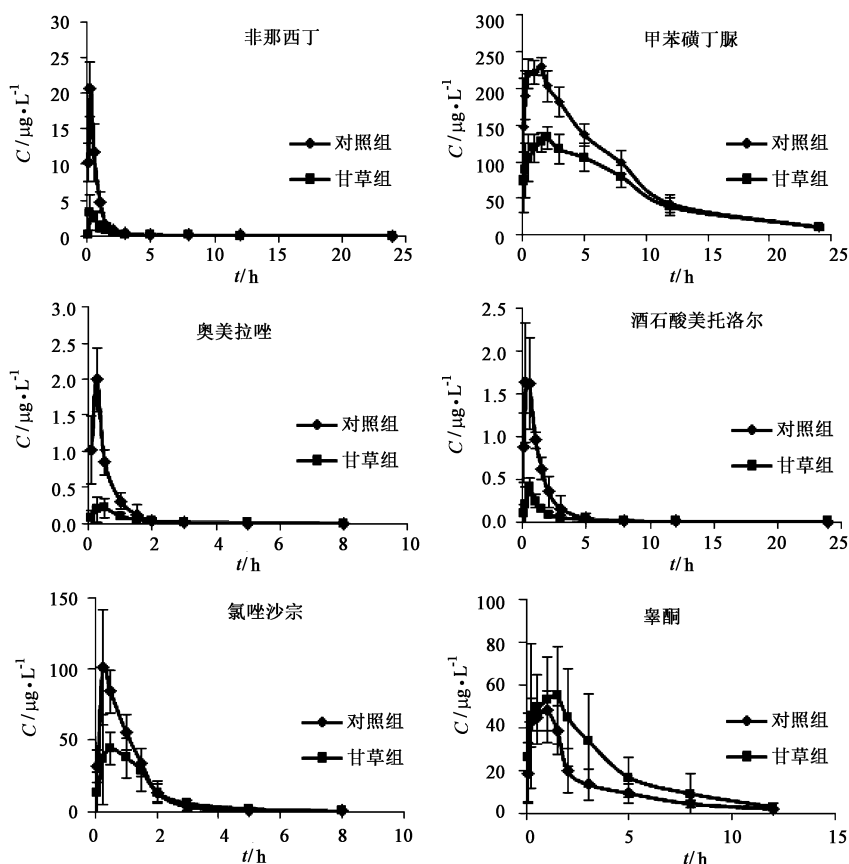 非那西丁
C/μg·L⁻¹
30
25
20
15
10
5
0
0 5 10 15 20 25
t/h
对照组
甘草组
甲苯磺丁脲
C/μg·L⁻¹
300
250
200
150
100
50
0
0 5 10 15 20 25
t/h
对照组
甘草组
奥美拉唑
C/μg·L⁻¹
3.0
2.5
2.0
1.5
1.0
0.5
0.0
0 2 4 6 8 10
t/h
对照组
甘草组
酒石酸美托洛尔
C/μg·L⁻¹
2.5
2.0
1.5
1.0
0.5
0.0
0 5 10 15 20 25
t/h
对照组
甘草组
氯唑沙宗
C/μg·L⁻¹
150
100
50
0
0 2 4 6 8 10
t/h
对照组
甘草组
睾酮
C/μg·L⁻¹
100
80
60
40
20
0
0 5 10 15
t/h
对照组
甘草组